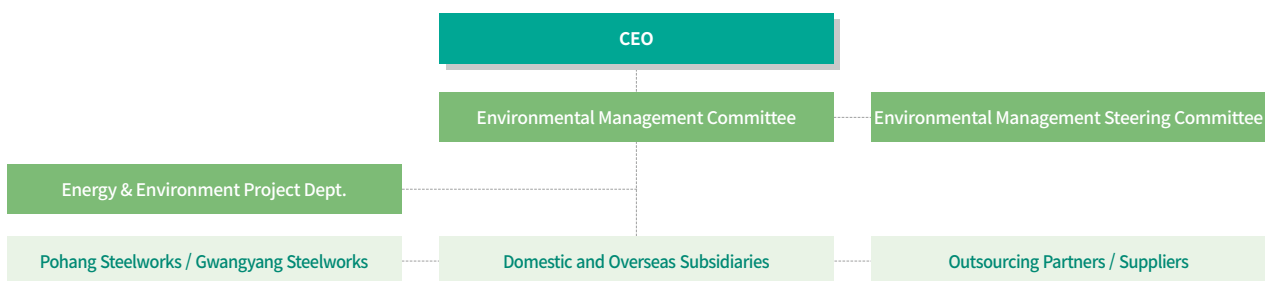 CEO
Environmental Management Committee
Environmental Management Steering Committee
Energy & Environment Project Dept.
Pohang Steelworks / Gwangyang Steelworks
Domestic and Overseas Subsidiaries
Outsourcing Partners / Suppliers